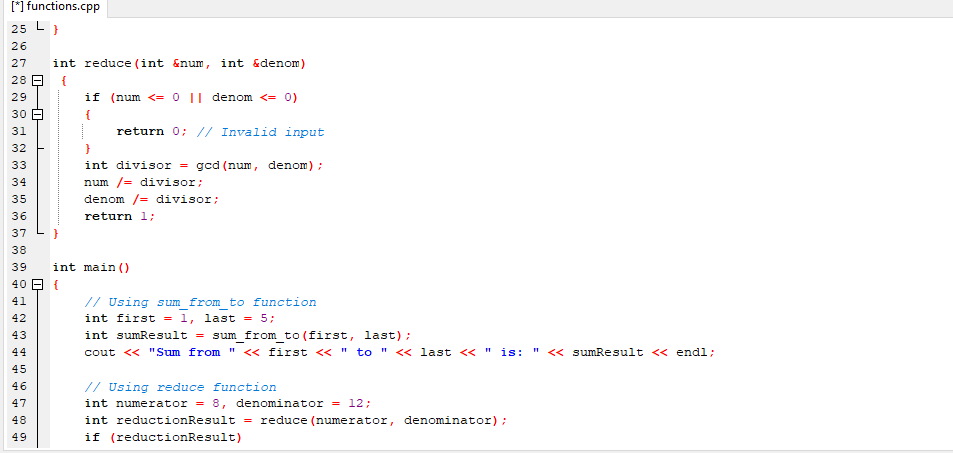 [*] functions.cpp
25 }
26
27 int reduce(int &num, int &denom)
28 {
29 if (num <= 0 || denom <= 0)
30 {
31 return 0; // Invalid input
32 }
33 int divisor = gcd(num, denom);
34 num /= divisor;
35 denom /= divisor;
36 return 1;
37 }
38
39 int main()
40 {
41 // Using sum_from_to function
42 int first = 1, last = 5;
43 int sumResult = sum_from_to(first, last);
44 cout << "Sum from " << first << " to " << last << " is: " << sumResult << endl;
45
46 // Using reduce function
47 int numerator = 8, denominator = 12;
48 int reductionResult = reduce(numerator, denominator);
49 if (reductionResult)